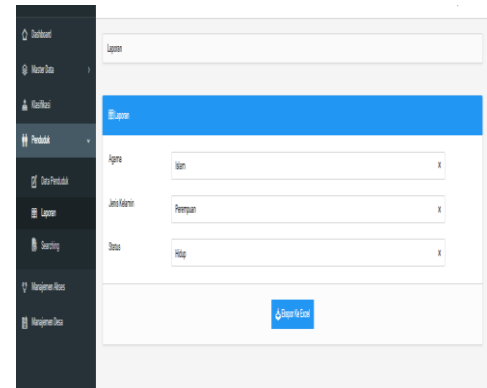 Dashboard
Master Data
Klasifikasi
Penduduk
Data Penduduk
Laporan
Searching
Manajemen Akses
Manajemen Desa
Laporan
Laporan
Agama
Islam x
Jenis Kelamin
Perempuan x
Status
Hidup x
Ekspor Ke Excel